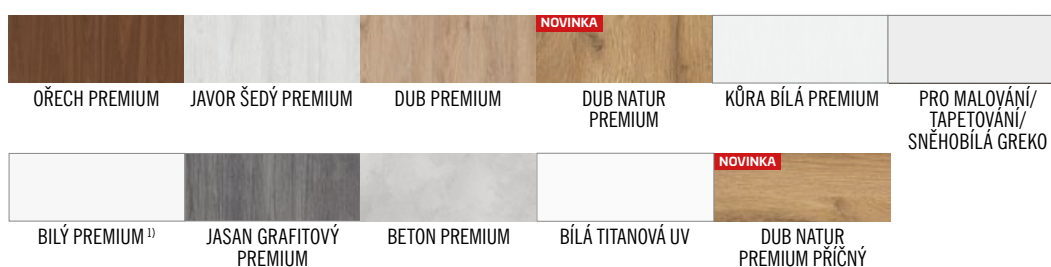 NOVINKA
OŘECH PREMIUM
JAVOR ŠEDÝ PREMIUM
DUB PREMIUM
DUB NATUR
PREMIUM
KŮRA BÍLÁ PREMIUM
PRO MALOVÁNÍ/
TAPETOVÁNÍ/
SNĚHOBÍLÁ GREKO
NOVINKA
BILÝ PREMIUM 1)
JASAN GRAFITOVÝ
PREMIUM
BETON PREMIUM
BÍLÁ TITANOVÁ UV
DUB NATUR
PREMIUM PŘÍČNÝ